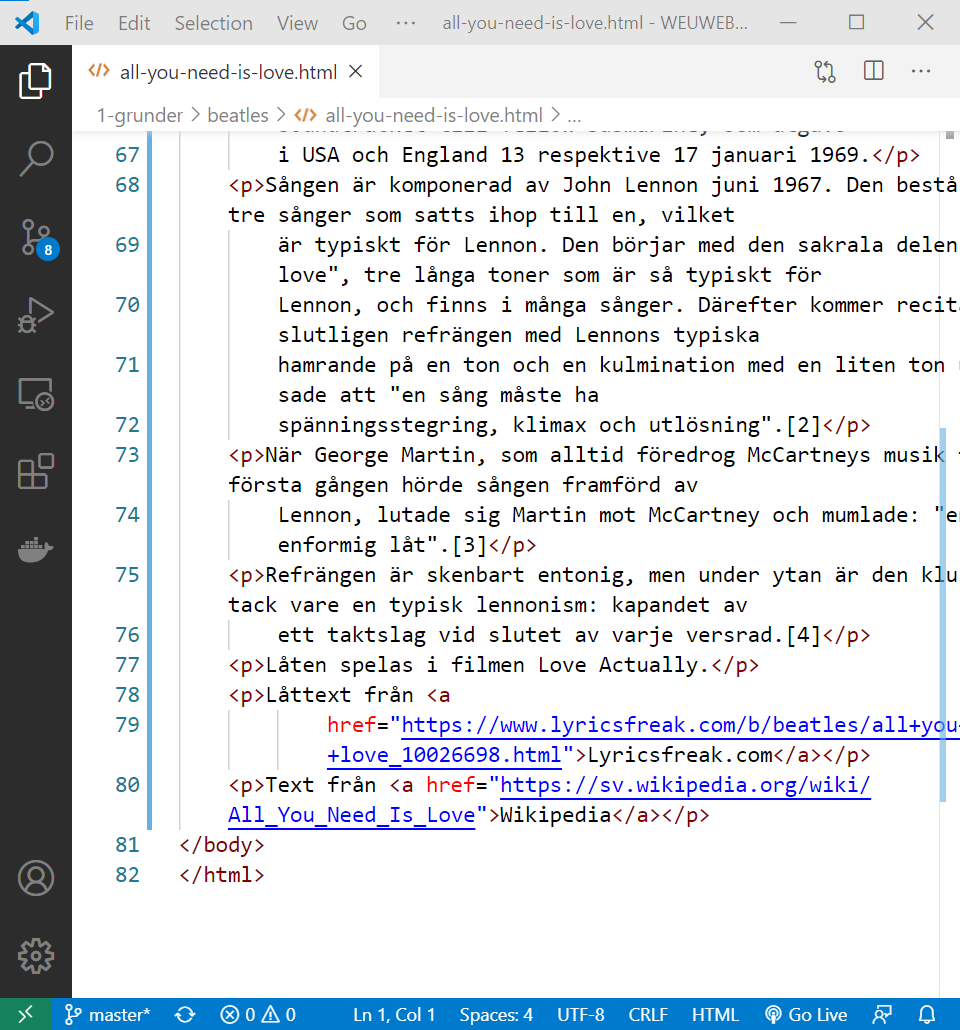 File Edit Selection View Go ··· all-you-need-is-love.html - WEUWEB...
all-you-need-is-love.html
1-grunder > beatles > all-you-need-is-love.html > ...
67 i USA och England 13 respektive 17 januari 1969.</p>
68 <p>Sången är komponerad av John Lennon juni 1967. Den bestå
tre sånger som satts ihop till en, vilket
69 är typiskt för Lennon. Den börjar med den sakrala delen
love", tre långa toner som är så typiskt för
70 Lennon, och finns i många sånger. Därefter kommer recita
slutligen refrängen med Lennons typiska
71 hamrande på en ton och en kulmination med en liten ton
sade att "en sång måste ha
72 spänningsstegring, klimax och utlösning".[2]</p>
73 <p>När George Martin, som alltid föredrog McCartneys musik
första gången hörde sången framförd av
74 Lennon, lutade sig Martin mot McCartney och mumlade: "en
enformig låt".[3]</p>
75 <p>Refrängen är skenbart entonig, men under ytan är den klu
tack vare en typisk lennonism: kapandet av
76 ett taktslag vid slutet av varje versrad.[4]</p>
77 <p>Låten spelas i filmen Love Actually.</p>
78 <p>Låttext från <a
79 href="https://www.lyricsfreak.com/b/beatles/all+you
+love_10026698.html">Lyricsfreak.com</a></p>
80 <p>Text från <a href="https://sv.wikipedia.org/wiki/
All_You_Need_Is_Love">Wikipedia</a></p>
81 </body>
82 </html>
8
master* 0 0 Ln 1, Col 1 Spaces: 4 UTF-8 CRLF HTML Go Live